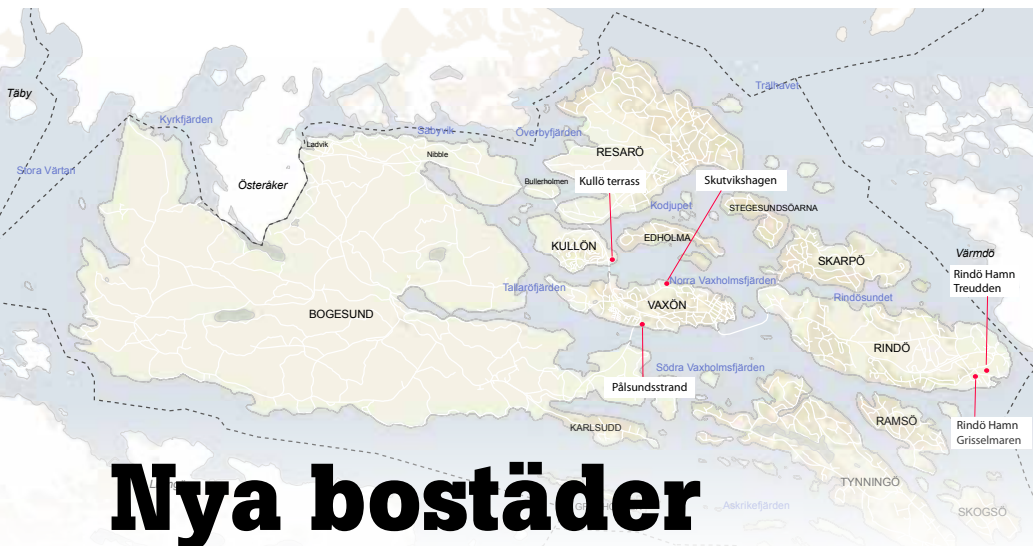 Täby
Kyrkfjärden
Trälhavet
Säbyvik
Överbyfjärden
Ladvik
Nibble
RESARÖ
Stora Värtan
Österåker
Bullerholmen
Kullö terrass
Skutvikshagen
Kodjupet
STEGESUNDSÖARNA
EDHOLMA
KULLÖN
Värmdö
SKARPÖ
Rindö Hamn
Treudden
Tallaröfjärden
Norra Vaxholmsfjärden
Rindösundet
VAXÖN
BOGESUND
RINDÖ
Södra Vaxholmsfjärden
Pålsundsstrand
RAMSÖ
KARLSUDD
Rindö Hamn
Grisselmaren
TYNNINGÖ
Askrikefjärden
SKOGSÖ
Nya bostäder